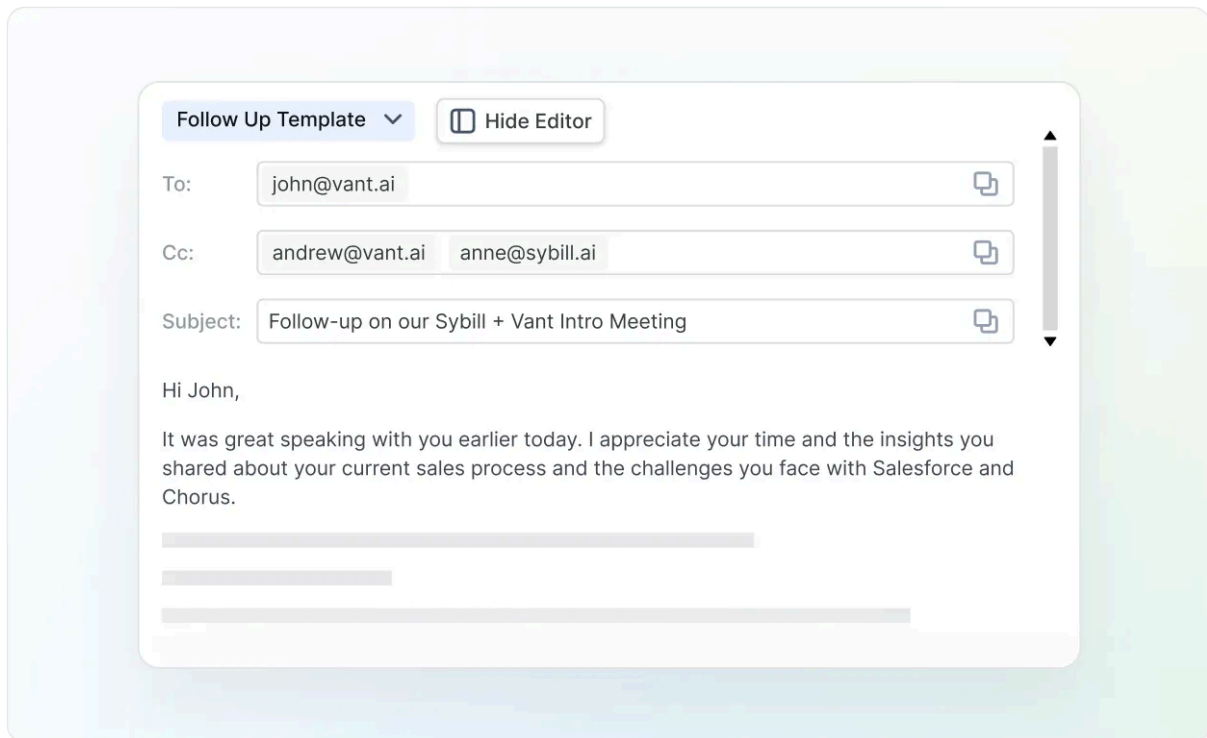 Follow Up Template
Hide Editor
To:
john@vant.ai
Cc:
andrew@vant.ai anne@sybill.ai
Subject:
Follow-up on our Sybill + Vant Intro Meeting
Hi John,
It was great speaking with you earlier today. I appreciate your time and the insights you
shared about your current sales process and the challenges you face with Salesforce and
Chorus.